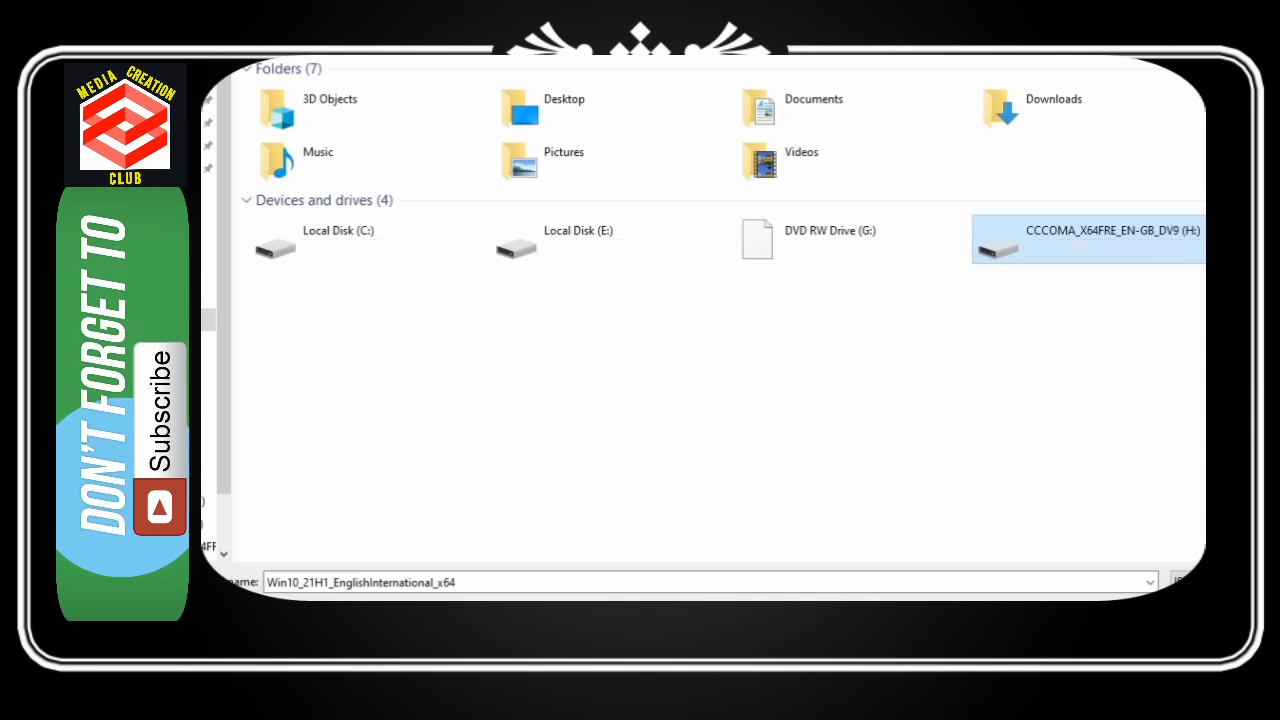 MEDIA CREATION
CLUB
DON'T FORGET TO
Subscribe
Folders (7)
3D Objects
Desktop
Documents
Downloads
Music
Pictures
Videos
Devices and drives (4)
Local Disk (C:)
Local Disk (E:)
DVD RW Drive (G:)
CCCOMA_X64FRE_EN-GB_DV9 (H:)
4FF
name: Win10_21H1_EnglishInternational_x64